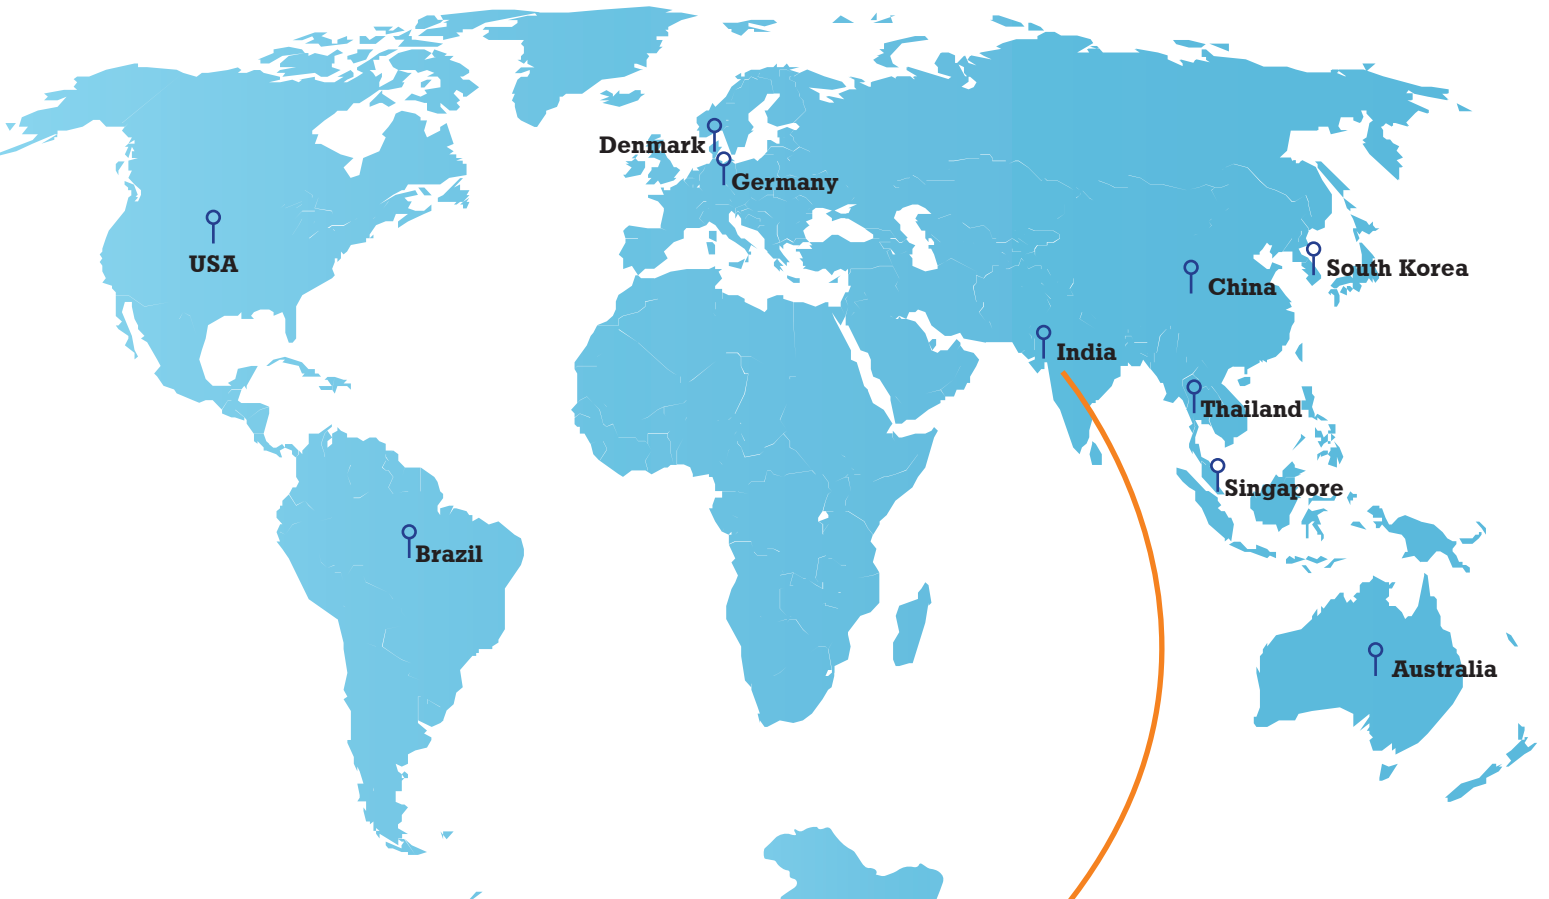 Denmark
Germany
USA
South Korea
China
India
Thailand
Singapore
Brazil
Australia